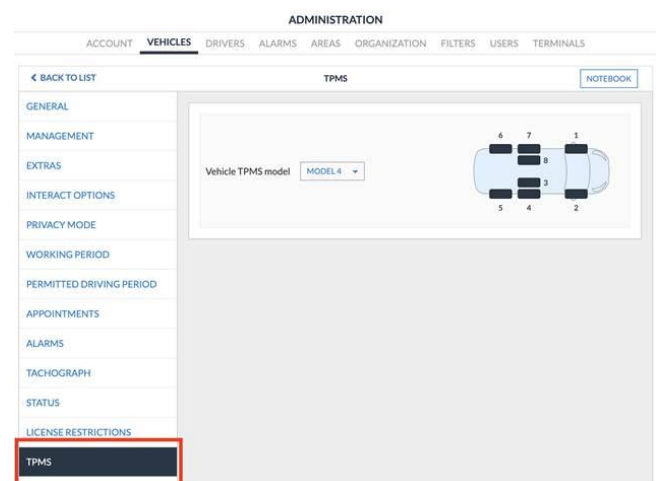 ADMINISTRATION
ACCOUNT VEHICLES DRIVERS ALARMS AREAS ORGANIZATION FILTERS USERS TERMINALS
BACK TO LIST TPMS NOTEBOOK
GENERAL
MANAGEMENT
EXTRAS
INTERACT OPTIONS
PRIVACY MODE
WORKING PERIOD
PERMITTED DRIVING PERIOD
APPOINTMENTS
ALARMS
TACHOGRAPH
STATUS
LICENSE RESTRICTIONS
TPMS
Vehicle TPMS model MODEL 4
6 7 1
8
3
5 4 2